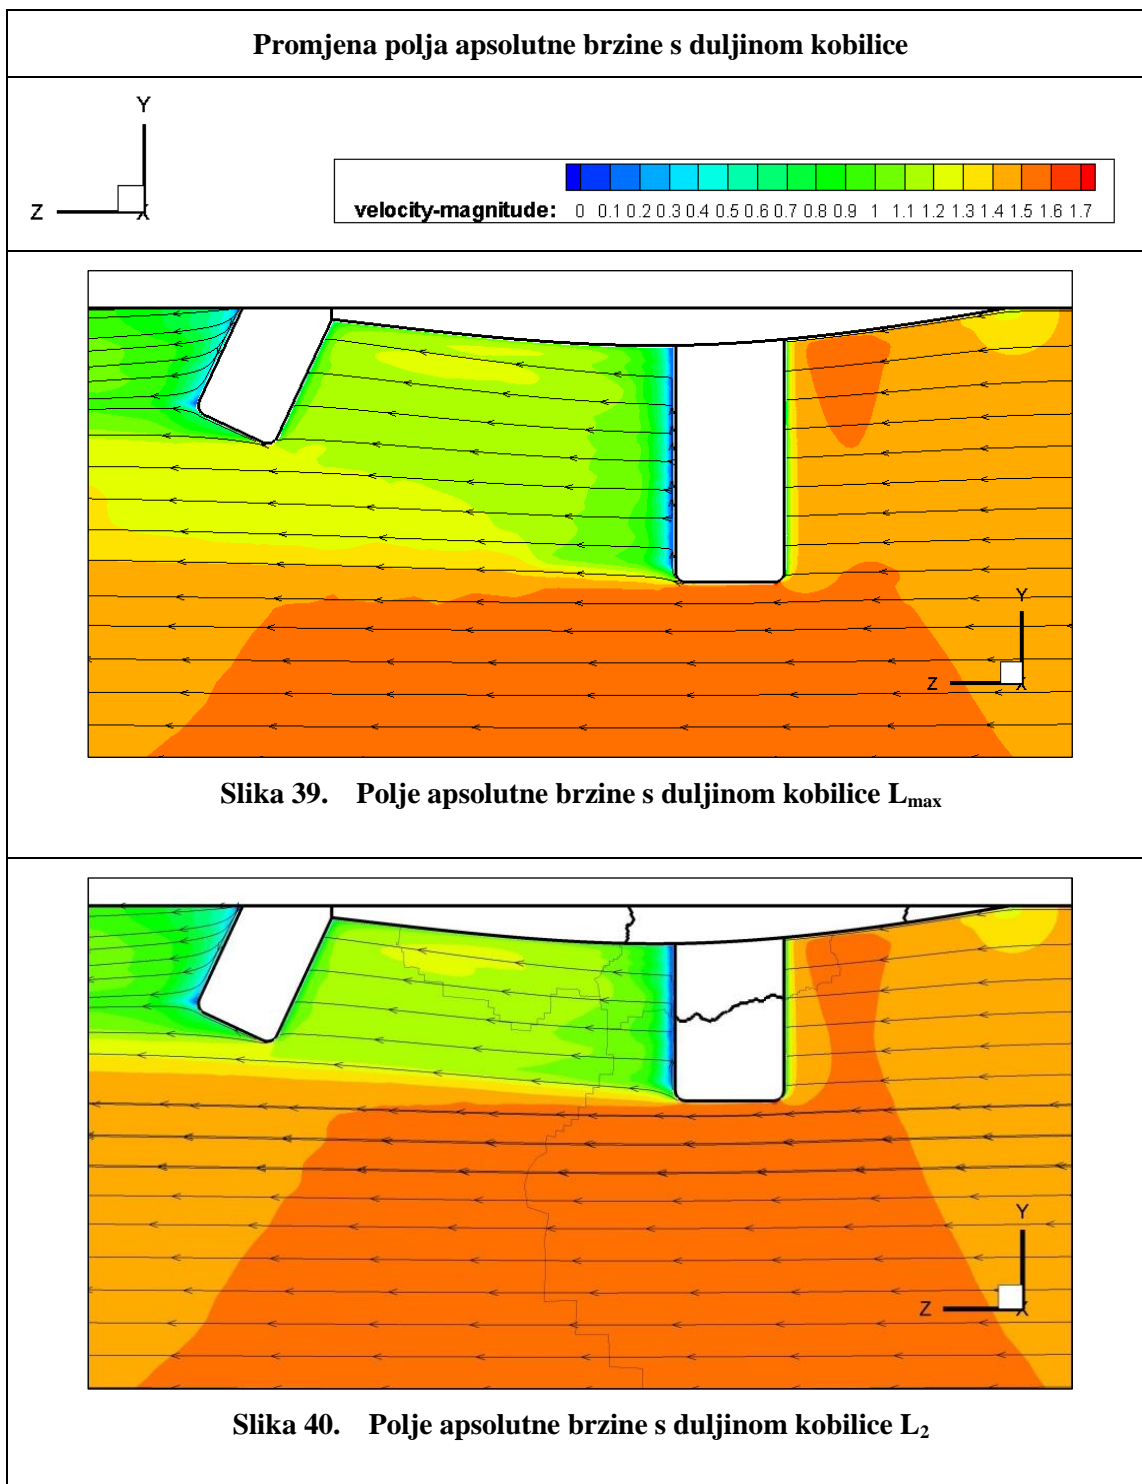 Promjena polja apsolutne brzine s duljinom kobilice
Y
Z X
velocity-magnitude: 0 0.1 0.2 0.3 0.4 0.5 0.6 0.7 0.8 0.9 1 1.1 1.2 1.3 1.4 1.5 1.6 1.7
Y
Z X
Slika 39. Polje apsolutne brzine s duljinom kobilice Lmax
Y
Z X
Slika 40. Polje apsolutne brzine s duljinom kobilice L2